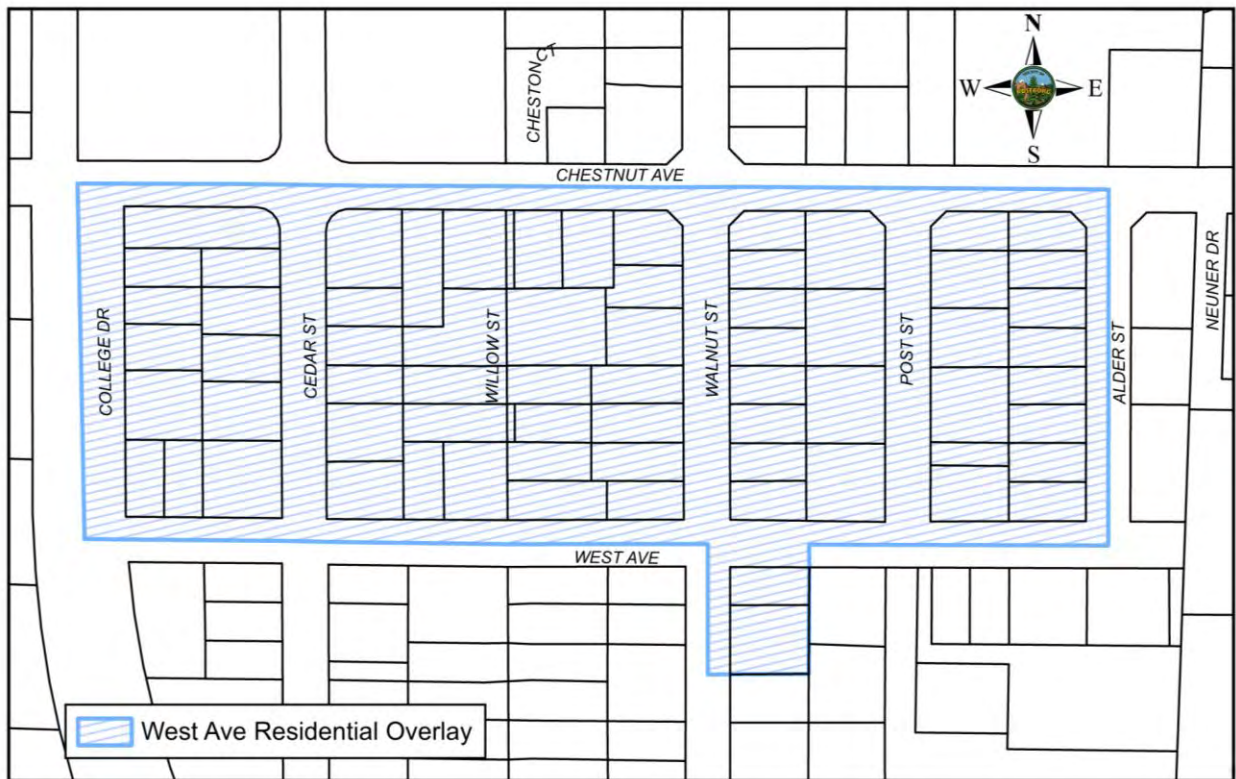 N
W E
S
CHESTON CT
CHESTNUT AVE
COLLEGE DR
CEDAR ST
WILLOW ST
WALNUT ST
POST ST
ALDER ST
NEUNER DR
WEST AVE
West Ave Residential Overlay